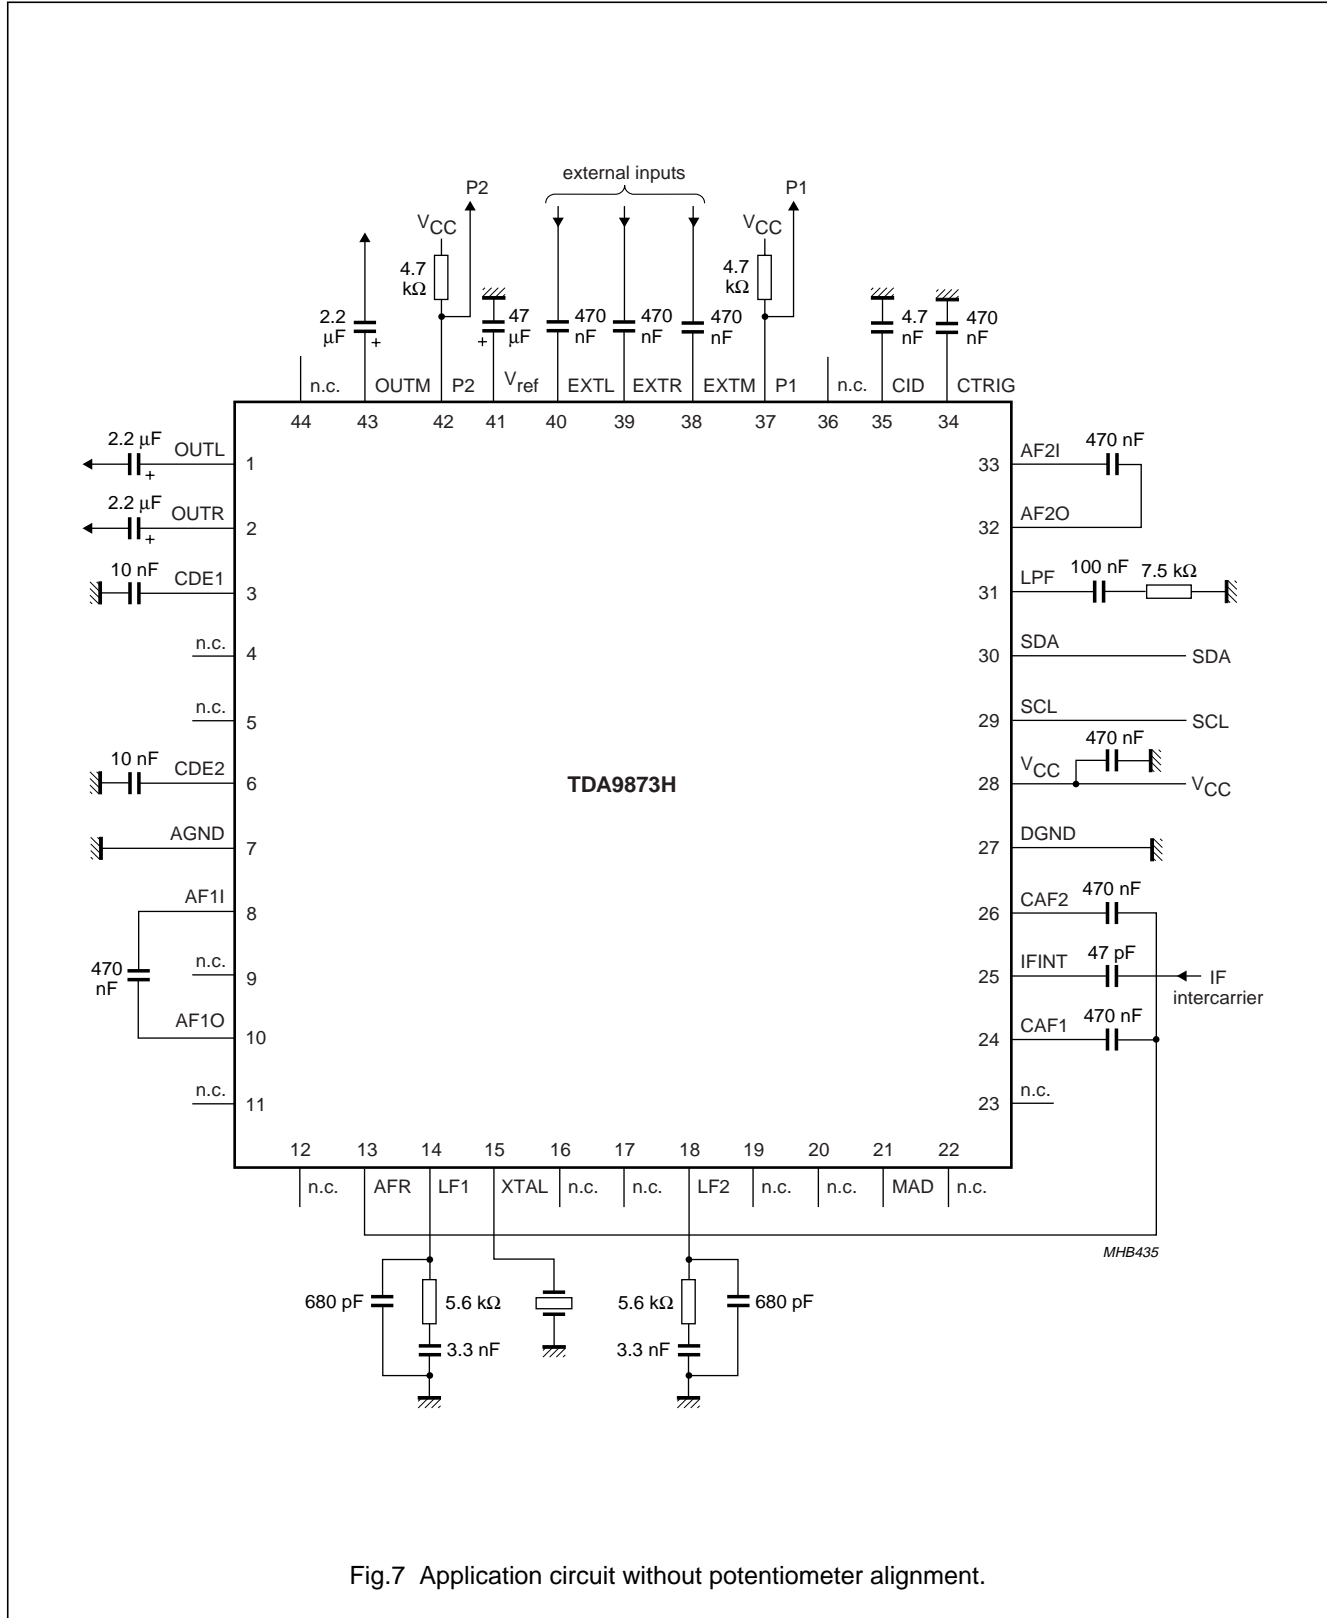 external inputs
P2
P1
VCC
VCC
4.7
kΩ
4.7
kΩ
2.2
μF
+
47
μF
+
470
nF
470
nF
470
nF
4.7
nF
470
nF
n.c.
OUTM
P2
Vref
EXTL
EXTR
EXTM
P1
n.c.
CID
CTRIG
44
43
42
41
40
39
38
37
36
35
34
2.2 μF
+
OUTL
1
2.2 μF
+
OUTR
2
10 nF
CDE1
3
n.c.
4
n.c.
5
10 nF
CDE2
6
AGND
7
AF1I
8
470
nF
n.c.
9
AF1O
10
n.c.
11
TDA9873H
33
AF2I
470 nF
32
AF2O
31
LPF
100 nF
7.5 kΩ
30
SDA
SDA
29
SCL
SCL
470 nF
28
VCC
VCC
27
DGND
26
CAF2
470 nF
25
IFINT
47 pF
IF
intercarrier
24
CAF1
470 nF
23
n.c.
12
13
14
15
16
17
18
19
20
21
22
n.c.
AFR
LF1
XTAL
n.c.
n.c.
LF2
n.c.
n.c.
MAD
n.c.
MHB435
680 pF
5.6 kΩ
3.3 nF
5.6 kΩ
680 pF
3.3 nF
Fig.7 Application circuit without potentiometer alignment.